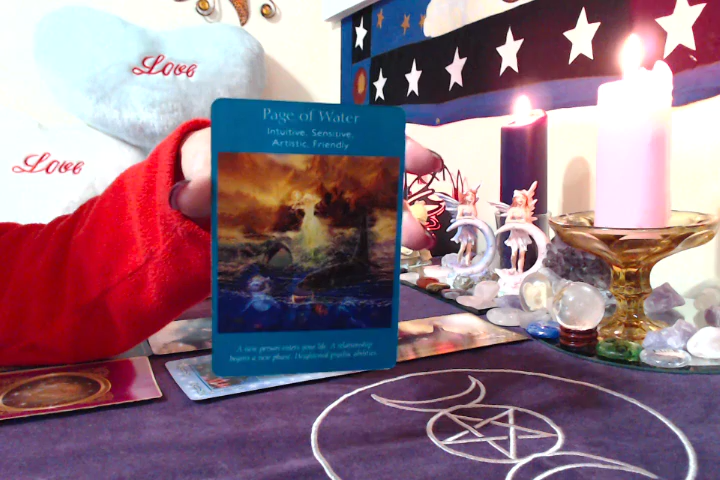 Love
Love
Page of Water
Intuitive, Sensitive,
Artistic, Friendly
A new person enters your life. A relationship
begins a new phase. Heightened psychic abilities.